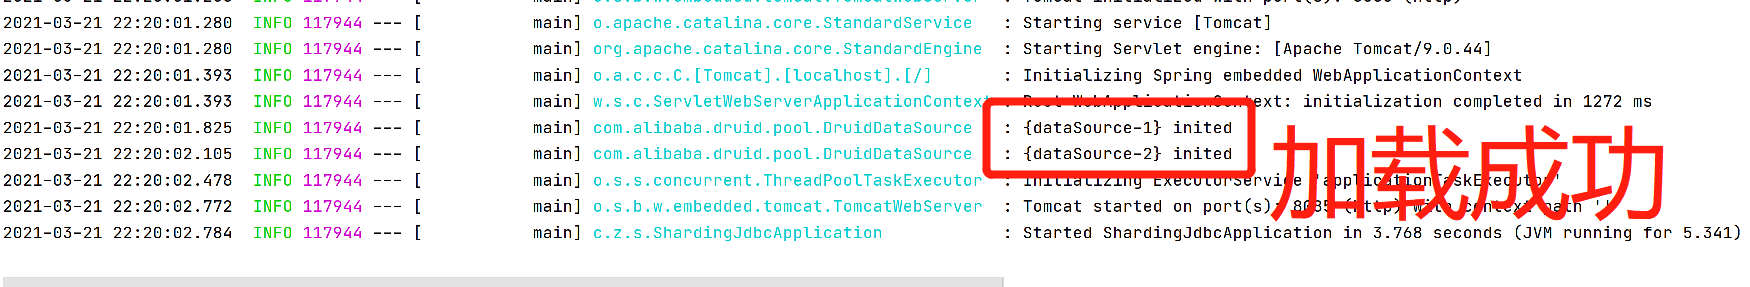 2021-03-21 22:20:01.280 INFO 117944 --- [ main] o.apache.catalina.core.StandardService : Starting service [Tomcat]
2021-03-21 22:20:01.280 INFO 117944 --- [ main] org.apache.catalina.core.StandardEngine : Starting Servlet engine: [Apache Tomcat/9.0.44]
2021-03-21 22:20:01.393 INFO 117944 --- [ main] o.a.c.c.C.[Tomcat].[localhost].[/] : Initializing Spring embedded WebApplicationContext
2021-03-21 22:20:01.393 INFO 117944 --- [ main] w.s.c.ServletWebServerApplicationContext : Root WebApplicationContext: initialization completed in 1272 ms
2021-03-21 22:20:01.825 INFO 117944 --- [ main] com.alibaba.druid.pool.DruidDataSource : {dataSource-1} inited
2021-03-21 22:20:02.105 INFO 117944 --- [ main] com.alibaba.druid.pool.DruidDataSource : {dataSource-2} inited
加载成功
2021-03-21 22:20:02.478 INFO 117944 --- [ main] o.s.s.concurrent.ThreadPoolTaskExecutor : Initializing ExecutorService 'applicationTaskExecutor'
2021-03-21 22:20:02.772 INFO 117944 --- [ main] o.s.b.w.embedded.tomcat.TomcatWebServer : Tomcat started on port(s): (http) with context path ''
2021-03-21 22:20:02.784 INFO 117944 --- [ main] c.z.s.ShardingJdbcApplication : Started ShardingJdbcApplication in 3.768 seconds (JVM running for 5.341)